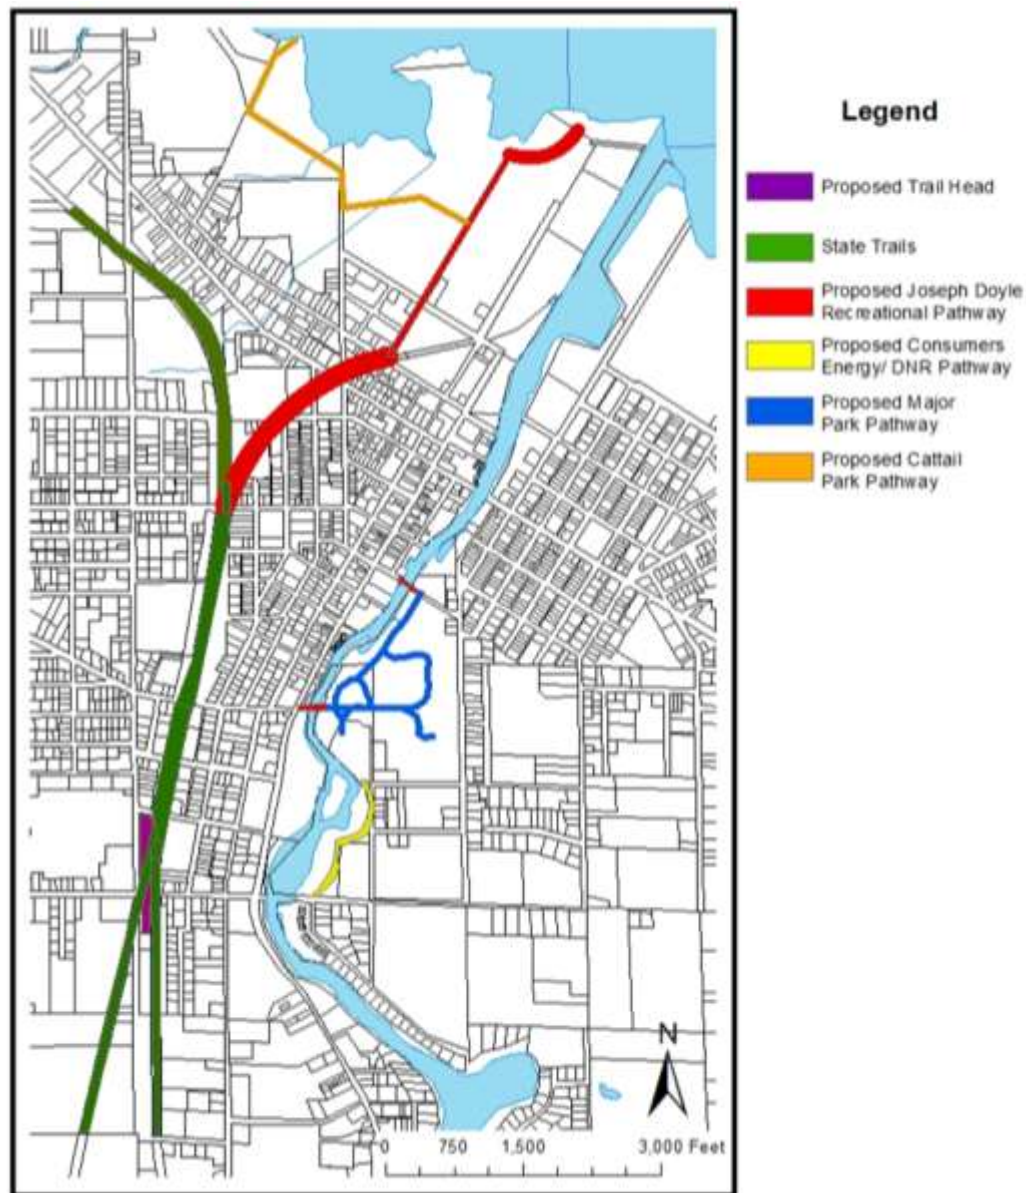 Legend
Proposed Trail Head
State Trails
Proposed Joseph Doyle
Recreational Pathway
Proposed Consumers
Energy/ DNR Pathway
Proposed Major
Park Pathway
Proposed Cattail
Park Pathway
N
0 750 1,500 3,000 Feet